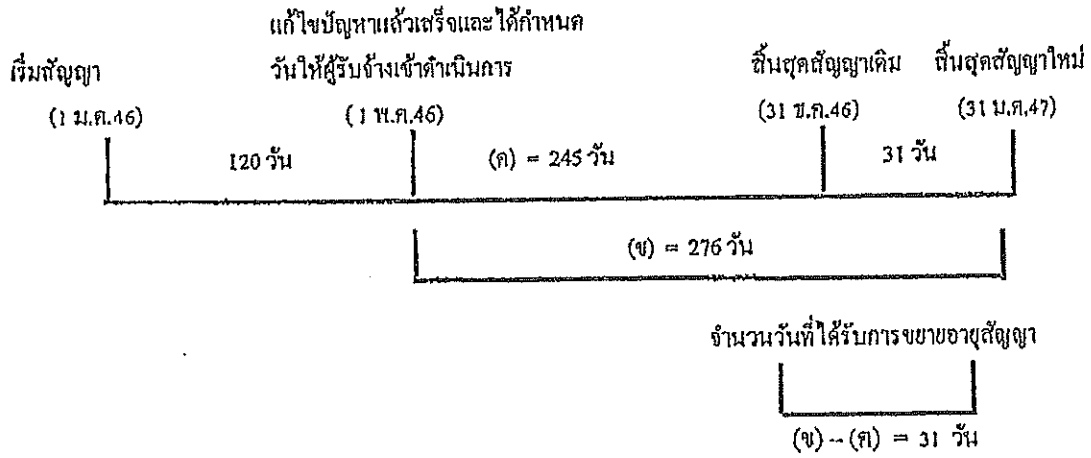 แก้ไขปัญหาแล้วเสร็จและได้กำหนด
เริ่มสัญญา
วันให้ผู้รับจ้างเข้าดำเนินการ
สิ้นสุดสัญญาเดิม
สิ้นสุดสัญญาใหม่
(1 ม.ค.46)
(1 พ.ค.46)
(31 ธ.ค.46)
(31 ม.ค.47)
120 วัน
(ค) = 245 วัน
31 วัน
(ข) = 276 วัน
จำนวนวันที่ได้รับการขยายอายุสัญญา
(ข) - (ค) = 31 วัน